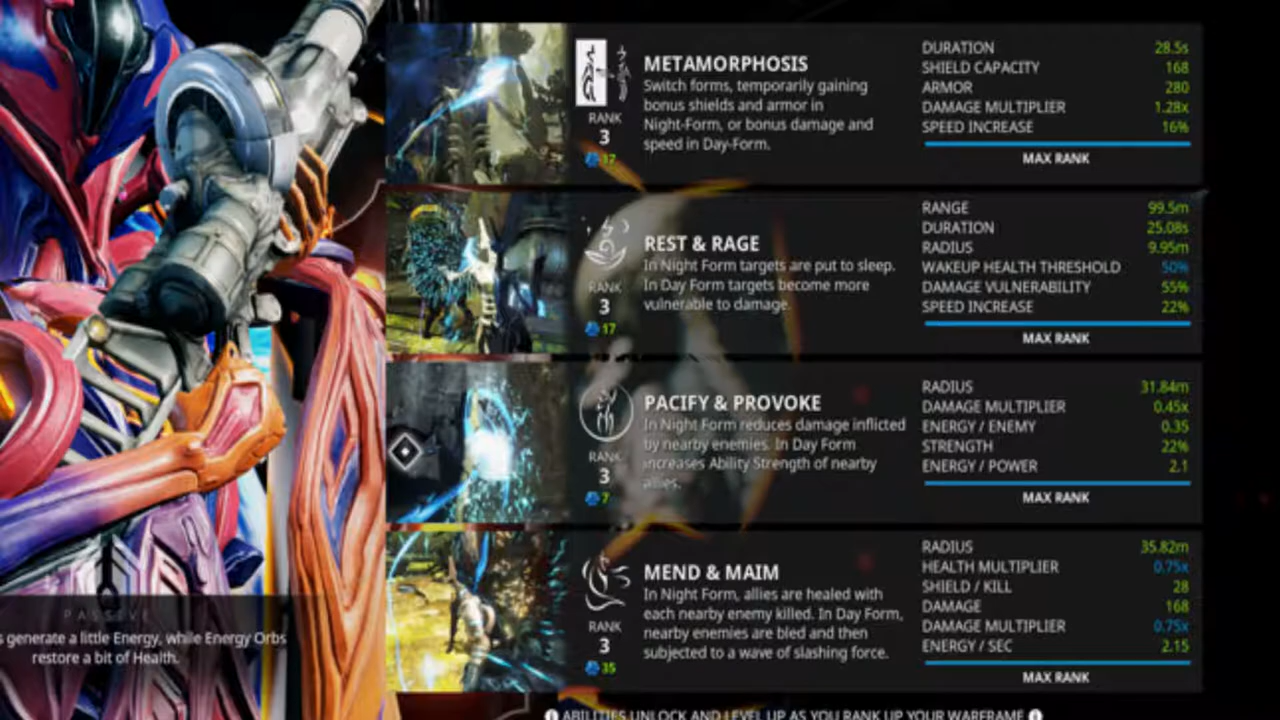 METAMORPHOSIS
Switch forms, temporarily gaining
bonus shields and armor in
Night-Form, or bonus damage and
speed in Day-Form.
RANK
3
17
DURATION 28.5s
SHIELD CAPACITY 168
ARMOR 280
DAMAGE MULTIPLIER 1.28x
SPEED INCREASE 16%
MAX RANK
REST & RAGE
In Night Form targets are put to sleep.
In Day Form targets become more
vulnerable to damage.
RANK
3
17
RANGE 99.5m
DURATION 25.08s
RADIUS 9.95m
WAKEUP HEALTH THRESHOLD 50%
DAMAGE VULNERABILITY 55%
SPEED INCREASE 22%
MAX RANK
PACIFY & PROVOKE
In Night Form reduces damage inflicted
by nearby enemies. In Day Form
increases Ability Strength of nearby
allies.
RANK
3
7
RADIUS 31.84m
DAMAGE MULTIPLIER 0.45x
ENERGY / ENEMY 0.35
STRENGTH 22%
ENERGY / POWER 2.1
MAX RANK
MEND & MAIM
In Night Form, allies are healed with
each nearby enemy killed. In Day Form,
nearby enemies are bled and then
subjected to a wave of slashing force.
RANK
3
35
RADIUS 35.82m
HEALTH MULTIPLIER 0.75x
SHIELD / KILL 28
DAMAGE 168
DAMAGE MULTIPLIER 0.75x
ENERGY / SEC 2.15
MAX RANK
PASSIVE
s generate a little Energy, while Energy Orbs
restore a bit of Health.
ABILITIES UNLOCK AND LEVEL UP AS YOU RANK UP YOUR WARFRAME